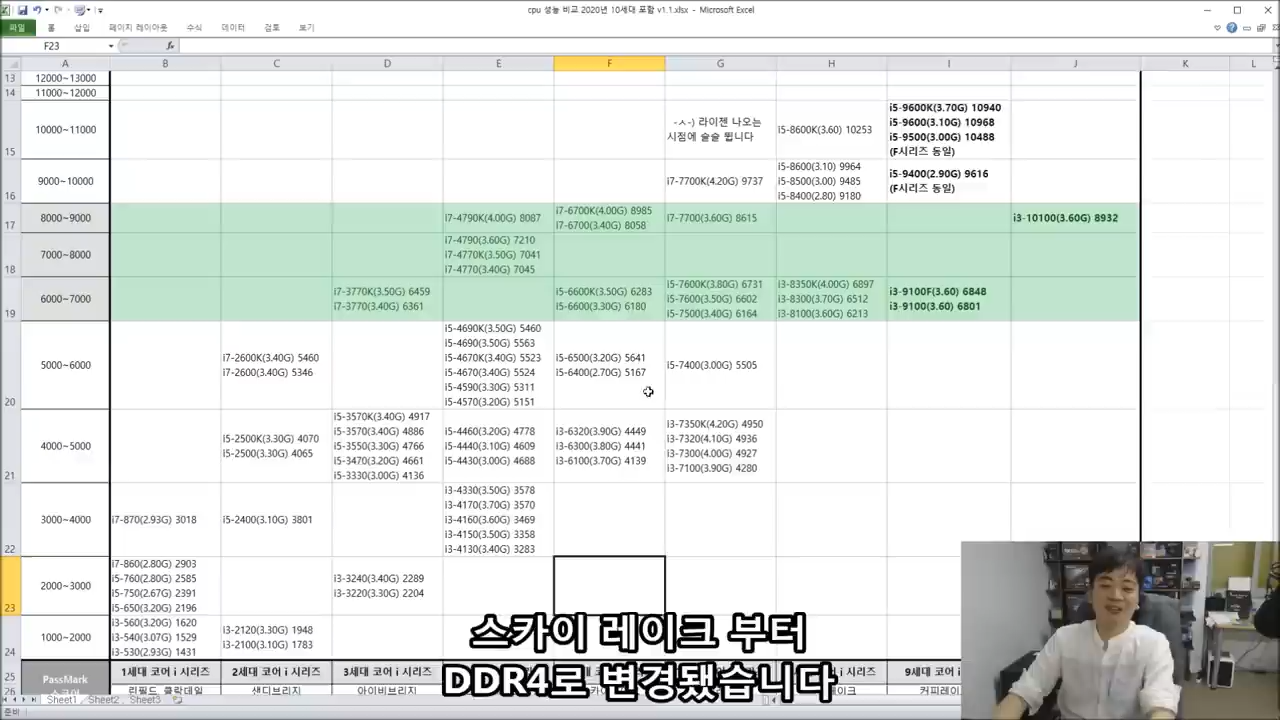 cpu 성능 비교 2020년 10세대 포함 v1.1.xlsx - Microsoft Excel
파일 홈 삽입 페이지 레이아웃 수식 데이터 검토 보기
F23 fx
A B C D E F G H I J K L
13 12000~13000
14 11000~12000
15 10000~11000
-ㅅ-) 라이젠 나오는
시점에 슬슬 뜁니다
i5-8600K(3.60) 10253
i5-9600K(3.70G) 10940
i5-9600(3.10G) 10968
i5-9500(3.00G) 10488
(F시리즈 동일)
16 9000~10000
i7-7700K(4.20G) 9737
i5-8600(3.10) 9964
i5-8500(3.00) 9485
i5-8400(2.80) 9180
i5-9400(2.90G) 9616
(F시리즈 동일)
17 8000~9000
i7-4790K(4.00G) 8087
i7-6700K(4.00G) 8985
i7-6700(3.40G) 8058
i7-7700(3.60G) 8615
i3-10100(3.60G) 8932
18 7000~8000
i7-4790(3.60G) 7210
i7-4770K(3.50G) 7041
i7-4770(3.40G) 7045
19 6000~7000
i7-3770K(3.50G) 6459
i7-3770(3.40G) 6361
i5-6600K(3.50G) 6283
i5-6600(3.30G) 6180
i5-7600K(3.80G) 6731
i5-7600(3.50G) 6602
i5-7500(3.40G) 6164
i3-8350K(4.00G) 6897
i3-8300(3.70G) 6512
i3-8100(3.60G) 6213
i3-9100F(3.60) 6848
i3-9100(3.60) 6801
20 5000~6000
i7-2600K(3.40G) 5460
i7-2600(3.40G) 5346
i5-4690K(3.50G) 5460
i5-4690(3.50G) 5563
i5-4670K(3.40G) 5523
i5-4670(3.40G) 5524
i5-4590(3.30G) 5311
i5-4570(3.20G) 5151
i5-6500(3.20G) 5641
i5-6400(2.70G) 5167
i5-7400(3.00G) 5505
21 4000~5000
i5-2500K(3.30G) 4070
i5-2500(3.30G) 4065
i5-3570K(3.40G) 4917
i5-3570(3.40G) 4886
i5-3550(3.30G) 4766
i5-3470(3.20G) 4661
i5-3330(3.00G) 4136
i5-4460(3.20G) 4778
i5-4440(3.10G) 4609
i5-4430(3.00G) 4688
i3-6320(3.90G) 4449
i3-6300(3.80G) 4441
i3-6100(3.70G) 4139
i3-7350K(4.20G) 4950
i3-7320(4.10G) 4936
i3-7300(4.00G) 4927
i3-7100(3.90G) 4280
22 3000~4000
i7-870(2.93G) 3018
i5-2400(3.10G) 3801
i3-4330(3.50G) 3578
i3-4170(3.70G) 3570
i3-4160(3.60G) 3469
i3-4150(3.50G) 3358
i3-4130(3.40G) 3283
23 2000~3000
i7-860(2.80G) 2903
i5-760(2.80G) 2585
i5-750(2.67G) 2391
i5-650(3.20G) 2196
i3-3240(3.40G) 2289
i3-3220(3.30G) 2204
24 1000~2000
i3-560(3.20G) 1620
i3-540(3.07G) 1529
i3-530(2.93G) 1431
i3-2120(3.30G) 1948
i3-2100(3.10G) 1783
스카이 레이크 부터
DDR4로 변경됐습니다
25 PassMark 1세대 코어 i 시리즈 2세대 코어 i 시리즈 3세대 코어 i 시리즈
26 린필드 클락데일 샌디브리지 아이비브리지
Sheet1 Sheet2 Sheet3
준비